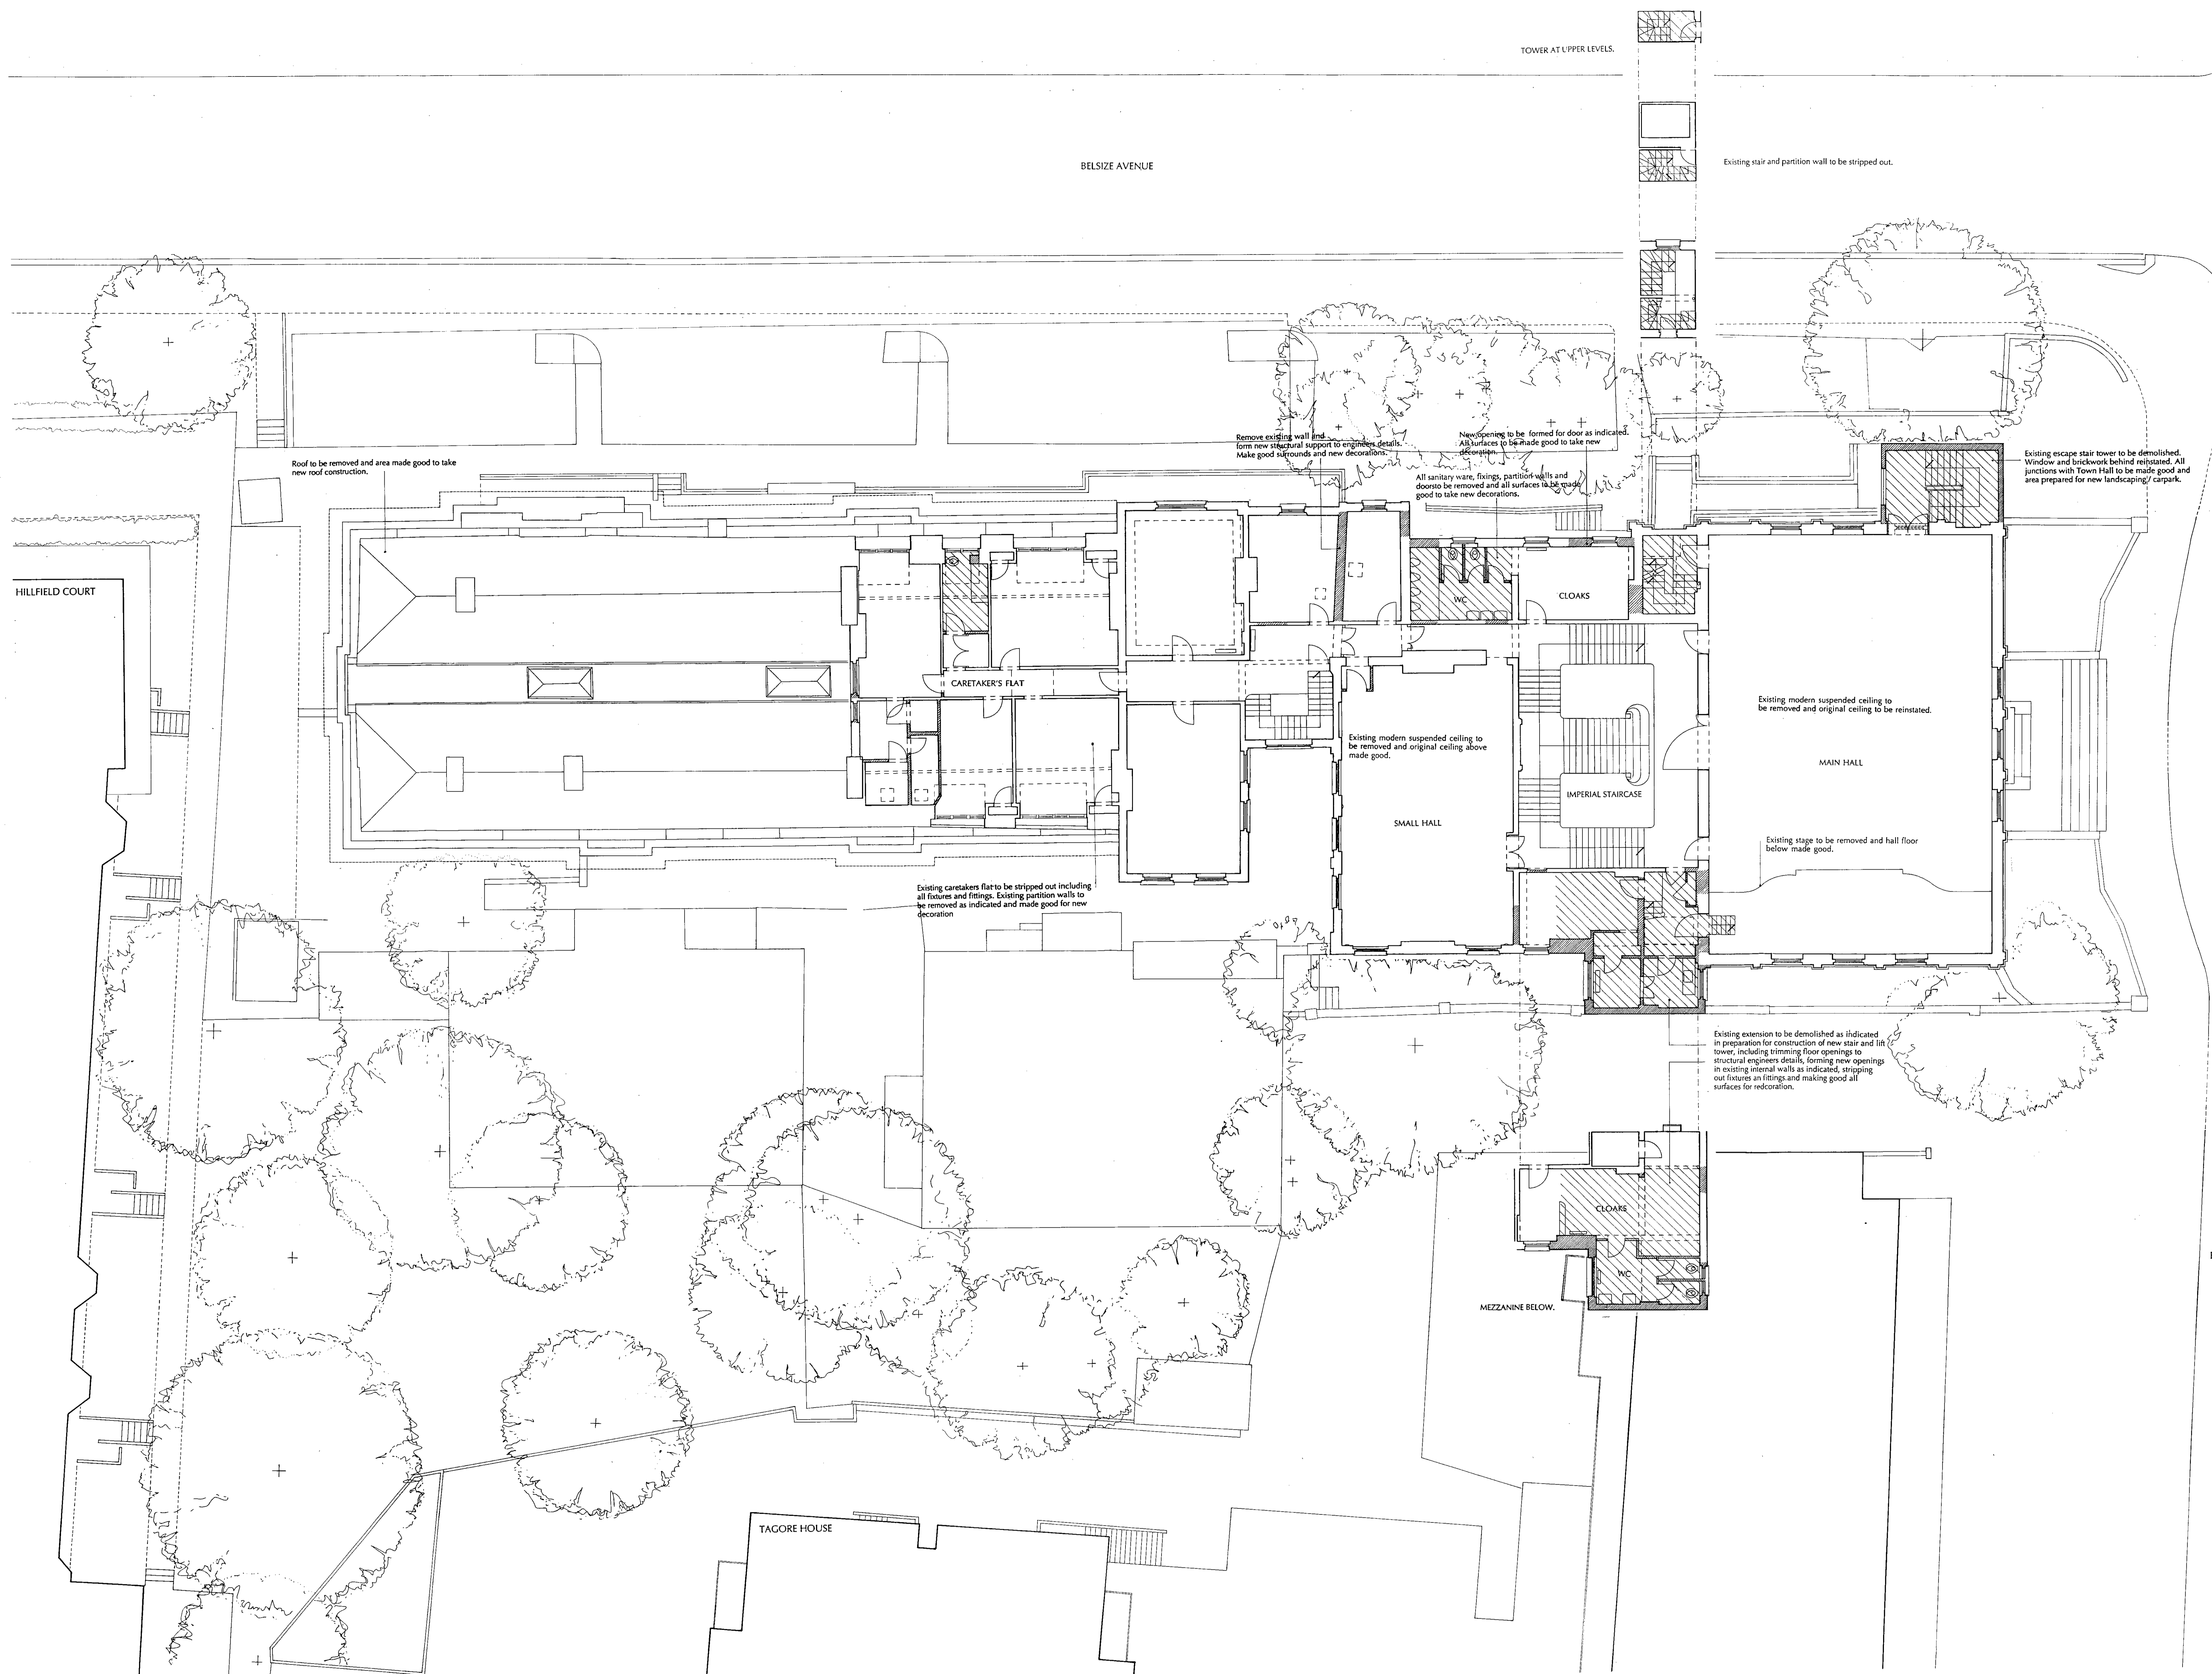 TOWER AT UPPER LEVELS.
BELSIZE AVENUE
Existing stair and partition wall to be stripped out.
Remove existing wall and
form new structural support to engineers details.
Make good surrounds and new decorations.
New opening to be formed for door as indicated.
All surfaces to be made good to take new
decoration.
Roof to be removed and area made good to take
new roof construction.
All sanitary ware, fixings, partition walls and
doorsto be removed and all surfaces to be made
good to take new decorations.
Existing escape stair tower to be demolished.
Window and brickwork behind reinstated. All
junctions with Town Hall to be made good and
area prepared for new landscaping/ carpark.
HILLFIELD COURT
WC
CLOAKS
CARETAKER'S FLAT
Existing modern suspended ceiling to
be removed and original ceiling to be reinstated.
Existing modern suspended ceiling to
be removed and original ceiling above
made good.
MAIN HALL
IMPERIAL STAIRCASE
SMALL HALL
Existing stage to be removed and hall floor
below made good.
Existing caretakers flat to be stripped out including
all fixtures and fittings. Existing partition walls to
be removed as indicated and made good for new
decoration
Existing extension to be demolished as indicated
in preparation for construction of new stair and lift
tower, including trimming floor openings to
structural engineers details, forming new openings
in existing internal walls as indicated, stripping
out fixtures an fittings and making good all
surfaces for redcoration.
CLOAKS
WC
MEZZANINE BELOW.
TAGORE HOUSE